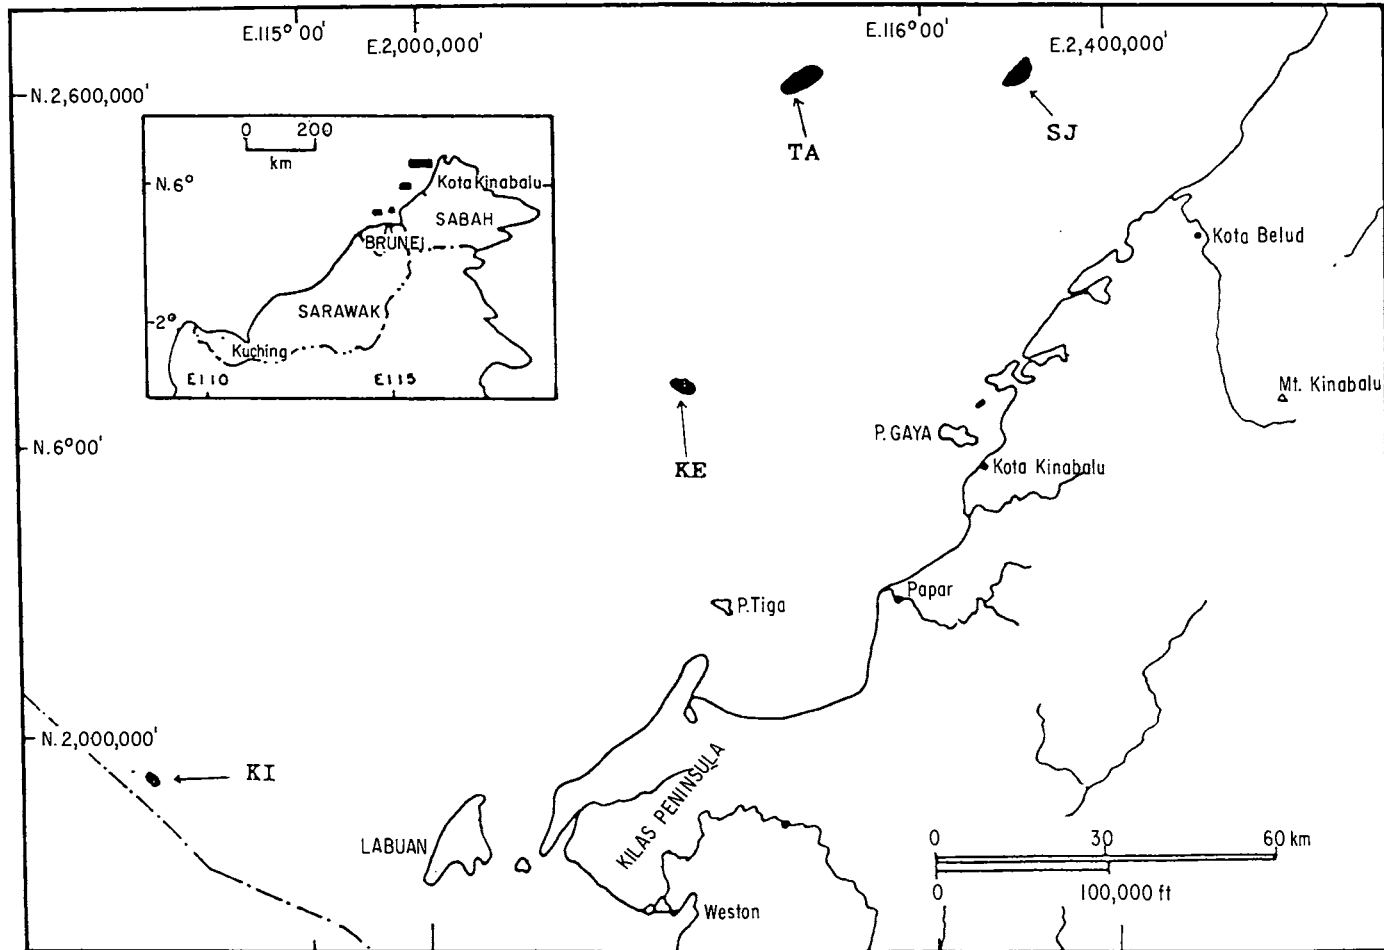 E.115°00'
E.2,000,000'
E.116°00'
E.2,400,000'
N.2,600,000'
TA
SJ
0 200
km
N.6°
Kota Kinabalu
SABAH
BRUNEI
SARAWAK
2°
Kuching
E110
E115
Kota Belud
Mt. Kinabalu
P.GAYA
N.6°00'
KE
Kota Kinabalu
P.Tiga
Papar
N.2,000,000'
KI
KILAS PENINSULA
LABUAN
Weston
0 30 60 km
0 100,000 ft